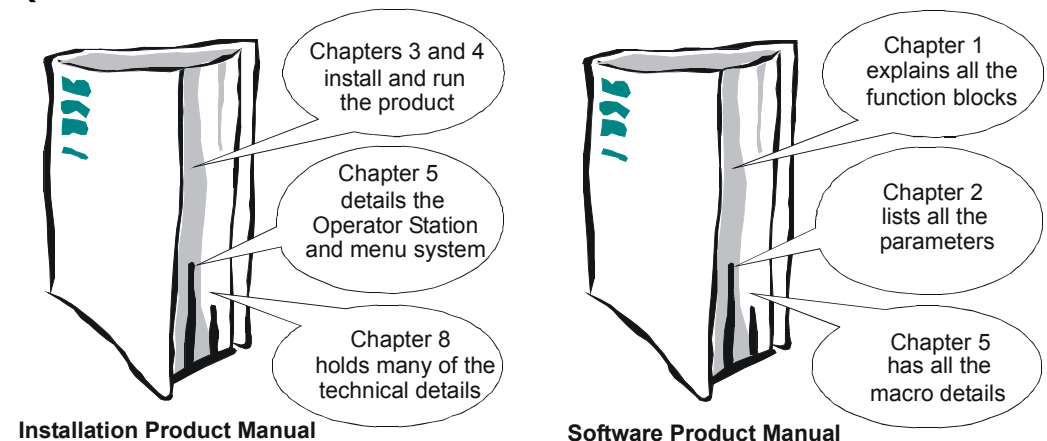 Chapters 3 and 4
install and run
the product
Chapter 5
details the
Operator Station
and menu system
Chapter 8
holds many of the
technical details
Installation Product Manual
Chapter 1
explains all the
function blocks
Chapter 2
lists all the
parameters
Chapter 5
has all the
macro details
Software Product Manual